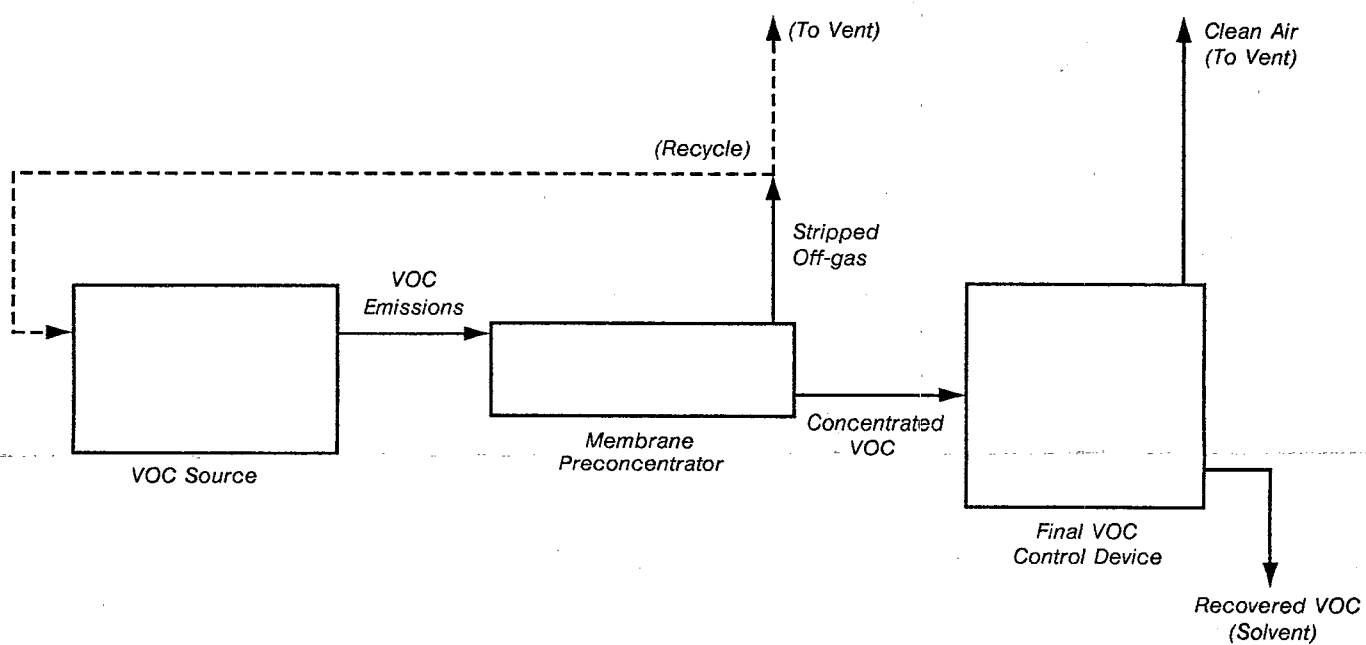 (To Vent)
Clean Air
(To Vent)
(Recycle)
Stripped
Off-gas
VOC
Emissions
VOC Source
Membrane
Preconcentrator
Concentrated
VOC
Final VOC
Control Device
Recovered VOC
(Solvent)